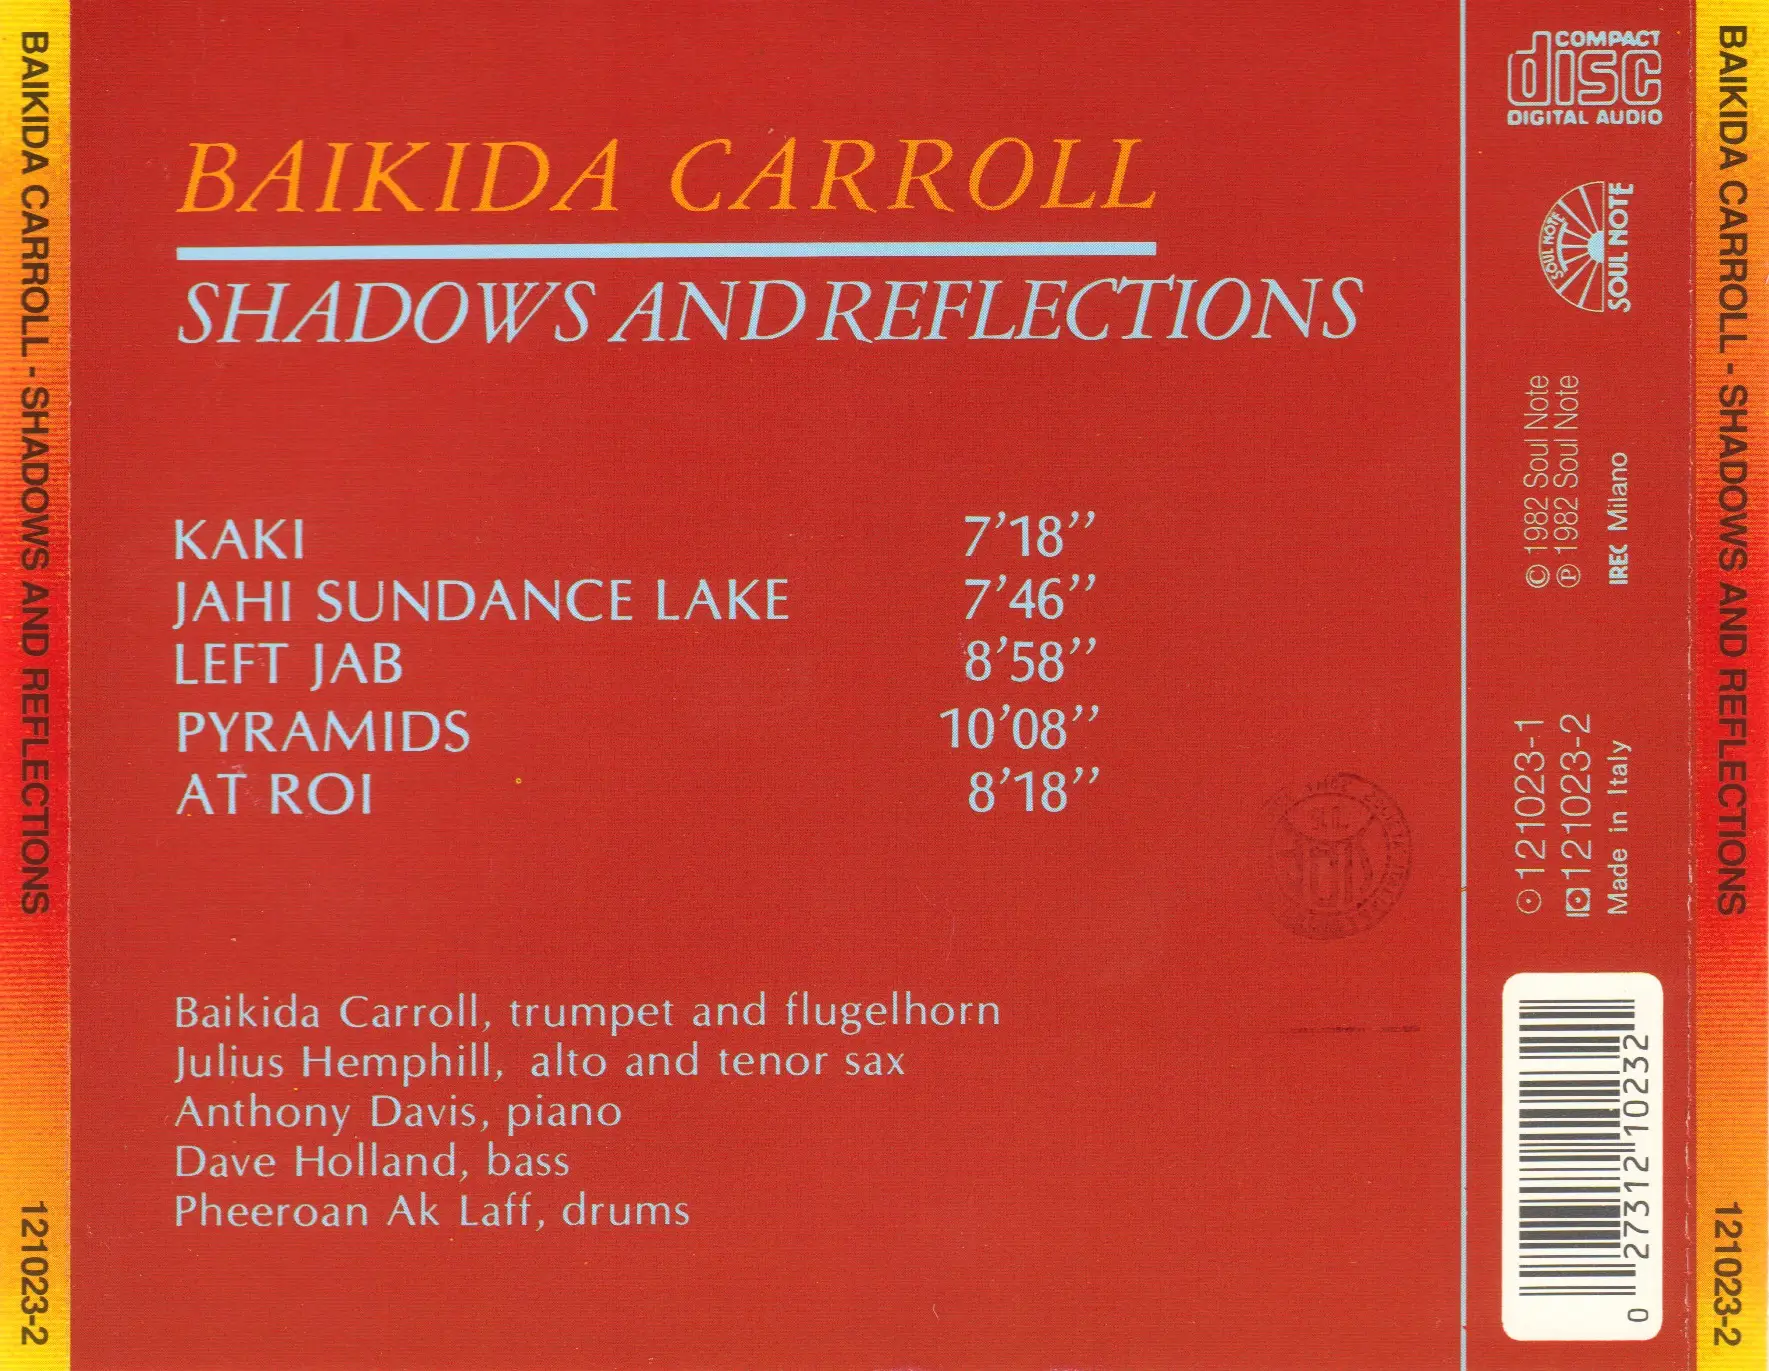 BAIKIDA CARROLL - SHADOWS AND REFLECTIONS
121023-2
BAIKIDA CARROLL
SHADOWS AND REFLECTIONS
KAKI 7’18’’
JAHI SUNDANCE LAKE 7’46’’
LEFT JAB 8’58’’
PYRAMIDS 10’08’’
AT ROI 8’18’’
Baikida Carroll, trumpet and flugelhorn
Julius Hemphill, alto and tenor sax
Anthony Davis, piano
Dave Holland, bass
Pheeroan Ak Laff, drums
COMPACT
disc
DIGITAL AUDIO
SOUL NOTE
SOUL NOTE
© 1982 Soul Note
℗ 1982 Soul Note
IREC Milano
121023-1
121023-2
Made in Italy
0 27312 10232
BAIKIDA CARROLL - SHADOWS AND REFLECTIONS
121023-2